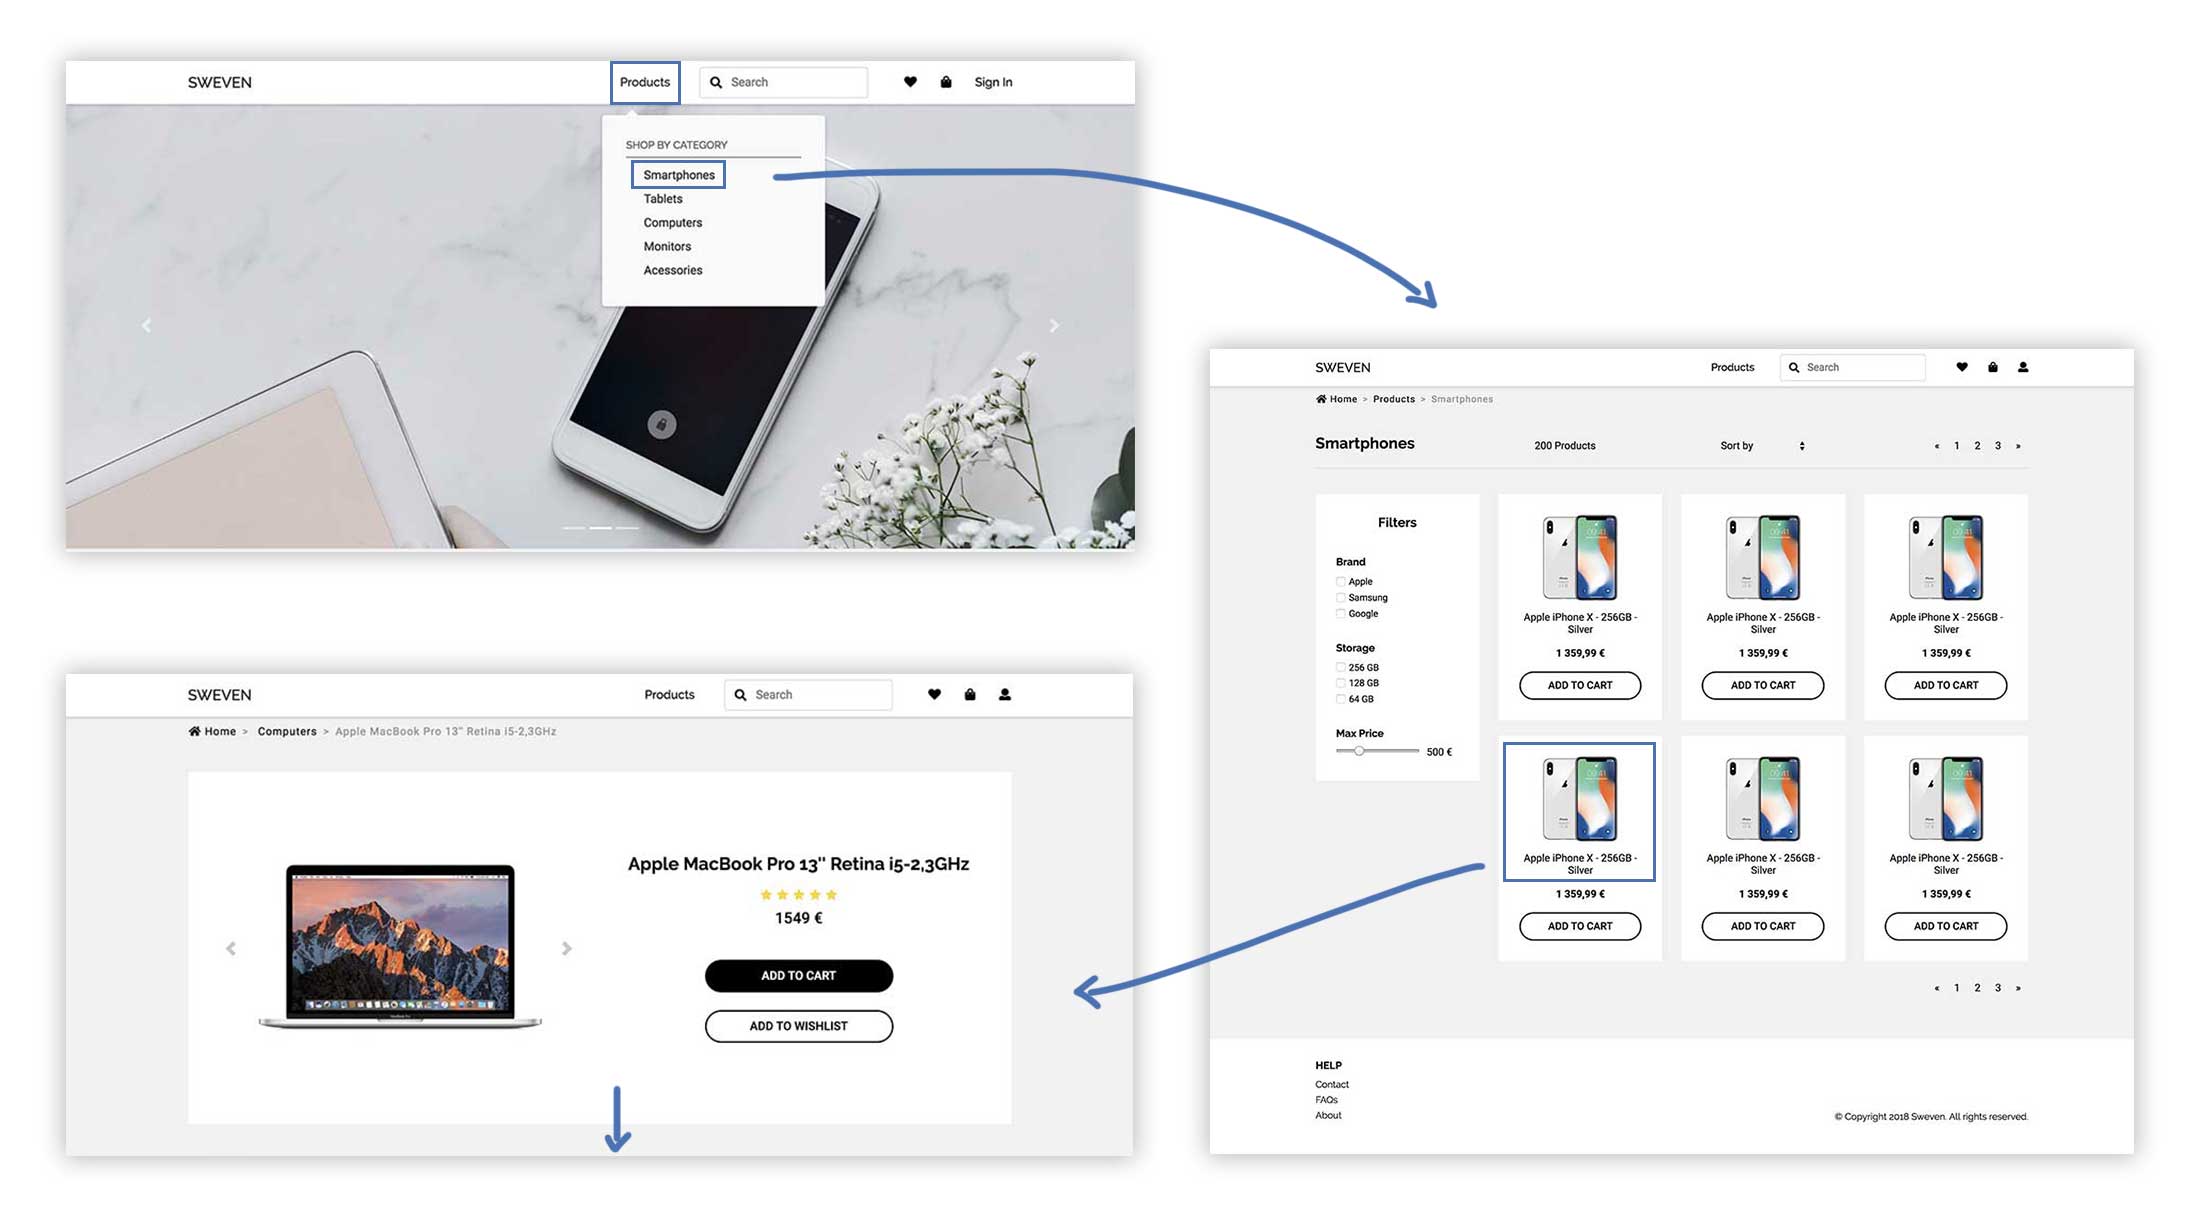 SWEVEN
Products
Search
Sign In
SHOP BY CATEGORY
Smartphones
Tablets
Computers
Monitors
Acessories
SWEVEN
Products
Search
Home > Products > Smartphones
Smartphones
200 Products
Sort by
« 1 2 3 »
Filters
Brand
Apple
Samsung
Google
Storage
256 GB
128 GB
64 GB
Max Price
500 €
Apple iPhone X - 256GB -
Silver
1 359,99 €
ADD TO CART
Apple iPhone X - 256GB -
Silver
1 359,99 €
ADD TO CART
Apple iPhone X - 256GB -
Silver
1 359,99 €
ADD TO CART
Apple iPhone X - 256GB -
Silver
1 359,99 €
ADD TO CART
Apple iPhone X - 256GB -
Silver
1 359,99 €
ADD TO CART
Apple iPhone X - 256GB -
Silver
1 359,99 €
ADD TO CART
« 1 2 3 »
HELP
Contact
FAQs
About
© Copyright 2018 Sweven. All rights reserved.
SWEVEN
Products
Search
Home > Computers > Apple MacBook Pro 13'' Retina i5-2,3GHz
Apple MacBook Pro 13'' Retina i5-2,3GHz
1549 €
ADD TO CART
ADD TO WISHLIST